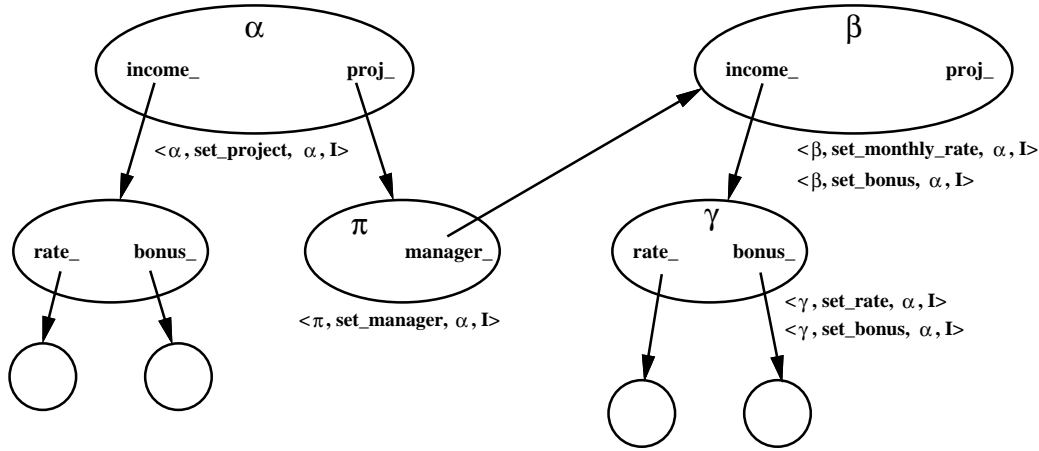 α
income_ proj_
<α, set_project, α, I>
rate_ bonus_
π
manager_
<π, set_manager, α, I>
β
income_ proj_
<β, set_monthly_rate, α, I>
<β, set_bonus, α, I>
γ
rate_ bonus_
<γ, set_rate, α, I>
<γ, set_bonus, α, I>